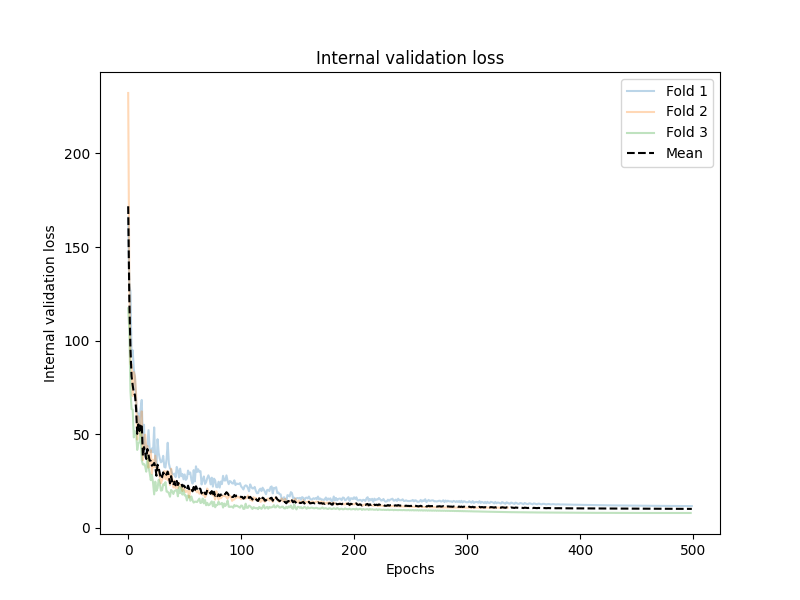 Internal validation loss
Fold 1
Fold 2
Fold 3
Mean
Internal validation loss
200
150
100
50
0
0 100 200 300 400 500
Epochs